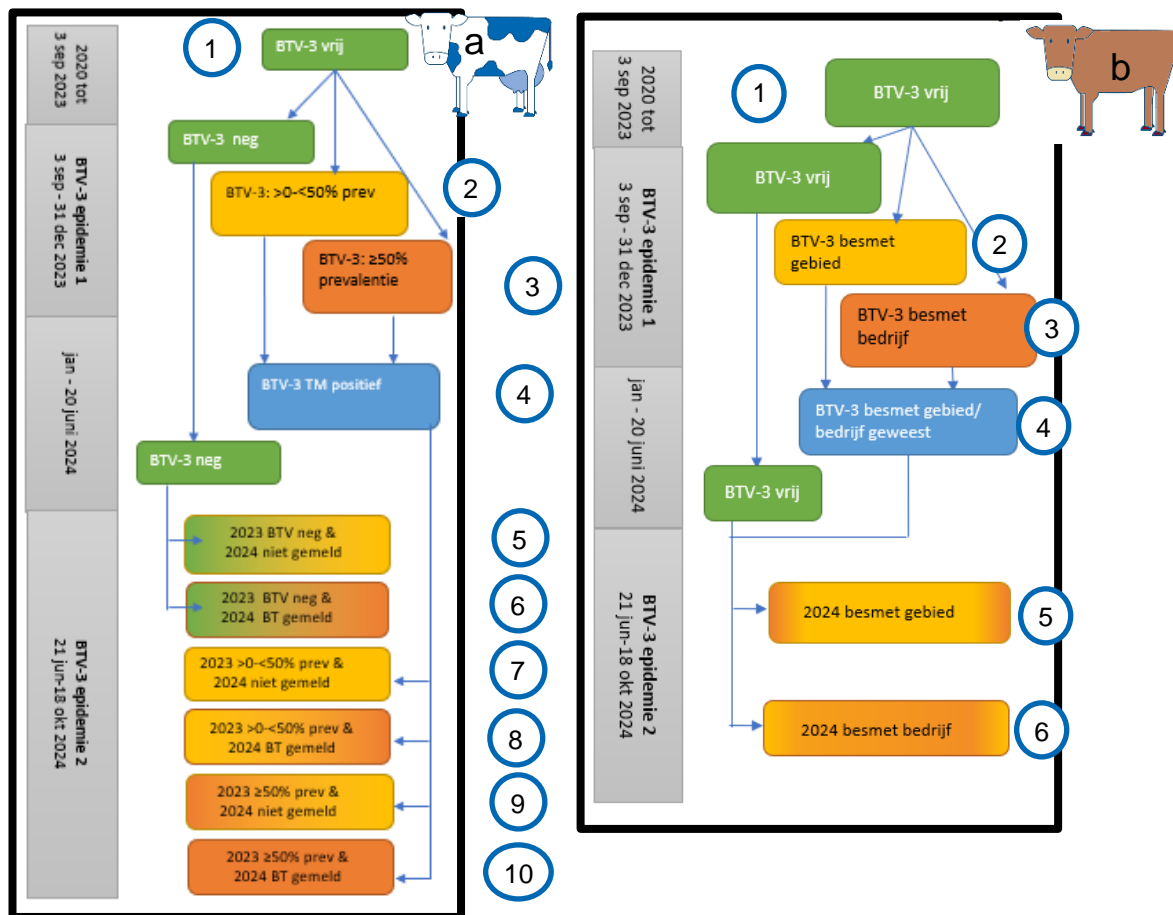 a
2020 tot
3 sep 2023
1
BTV-3 vrij
BTV-3 epidemie 1
3 sep - 31 dec 2023
BTV-3 neg
2
BTV-3: >0-<50% prev
BTV-3: ≥50%
prevalentie
3
jan - 20 juni 2024
BTV-3 TM positief
4
BTV-3 neg
BTV-3 epidemie 2
21 jun-18 okt 2024
2023 BTV neg &
2024 niet gemeld
5
2023 BTV neg &
2024 BT gemeld
6
2023 >0-<50% prev &
2024 niet gemeld
7
2023 >0-<50% prev &
2024 BT gemeld
8
2023 ≥50% prev &
2024 niet gemeld
9
2023 ≥50% prev &
2024 BT gemeld
10
b
2020 tot
3 sep 2023
1
BTV-3 vrij
BTV-3 epidemie 1
3 sep - 31 dec 2023
BTV-3 vrij
BTV-3 besmet
gebied
2
BTV-3 besmet
bedrijf
3
jan - 20 juni 2024
BTV-3 besmet gebied/
bedrijf geweest
4
BTV-3 vrij
BTV-3 epidemie 2
21 jun-18 okt 2024
2024 besmet gebied
5
2024 besmet bedrijf
6